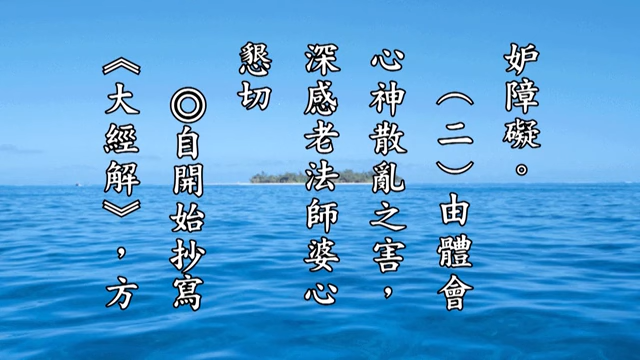 妒障礙。
（二）由體會
心神散亂之害，
深感老法師婆心
懇切
◎自開始抄寫
《大經解》，方